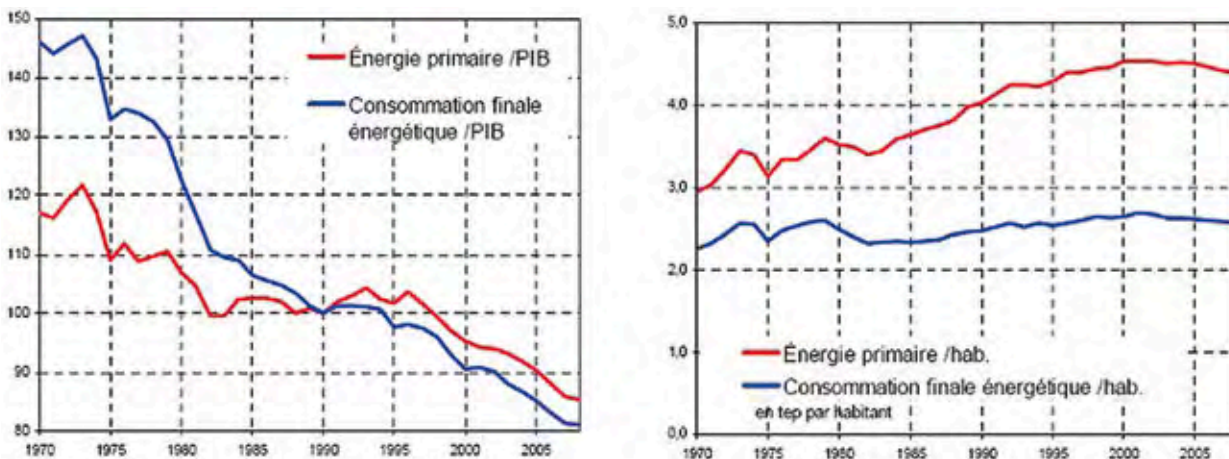 150
140
130
120
110
100
90
80
1970 1975 1980 1985 1990 1995 2000 2005
Énergie primaire /PIB
Consommation finale
énergétique /PIB
5,0
4,0
3,0
2,0
1,0
0,0
1970 1975 1980 1985 1990 1995 2000 2005
Énergie primaire /hab.
Consommation finale énergétique /hab.
en tep par habitant